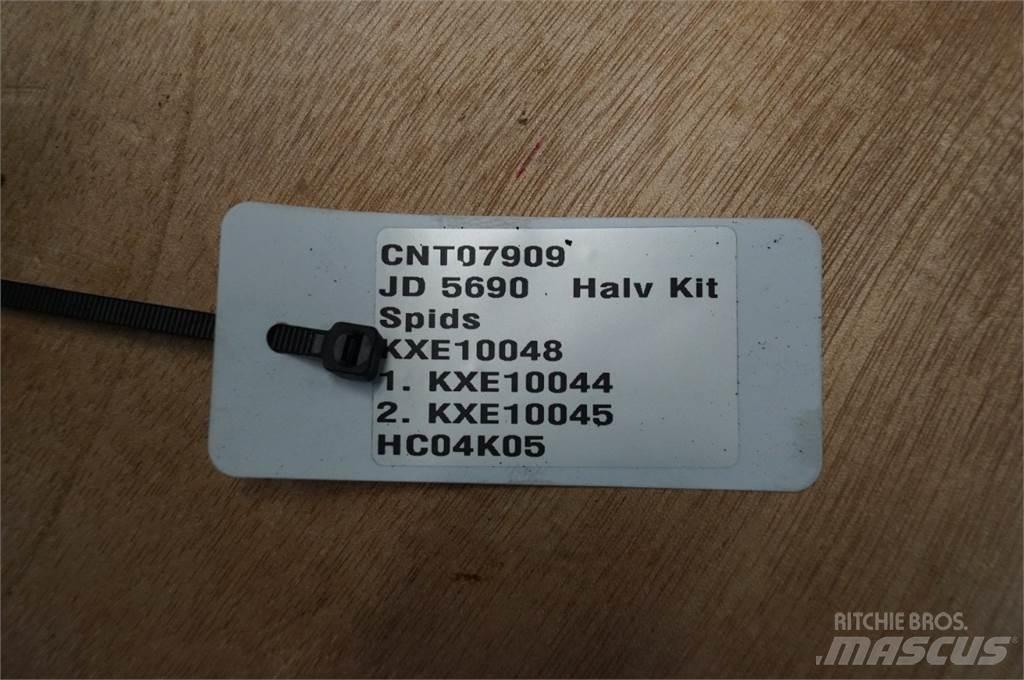 CNT07909
JD 5690 Halv Kit
Spids
KXE10048
1. KXE10044
2. KXE10045
HC04K05
RITCHIE BROS.
MASCUS